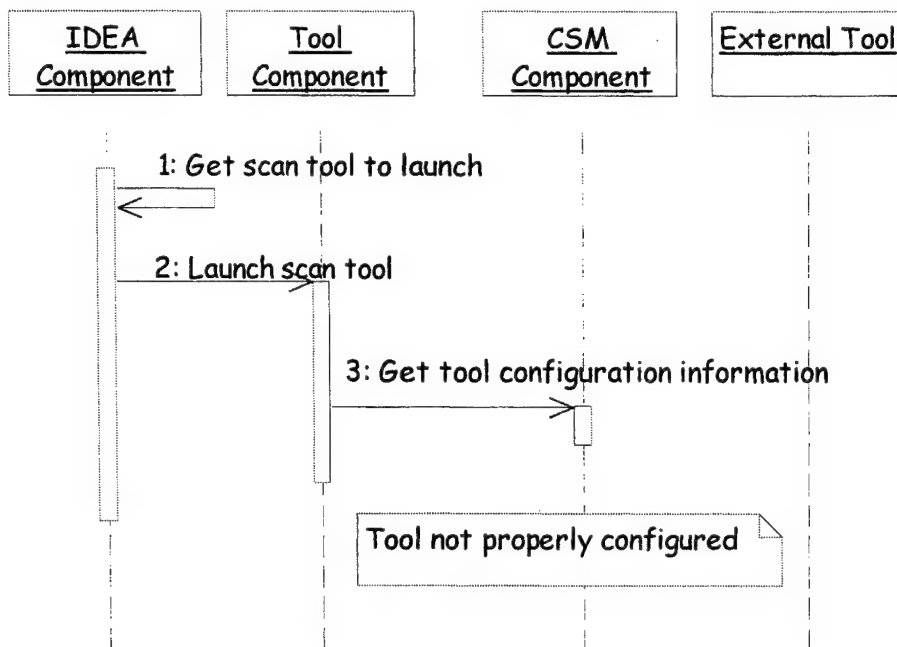 IDEA
Component
Tool
Component
CSM
Component
External Tool
1: Get scan tool to launch
2: Launch scan tool
3: Get tool configuration information
Tool not properly configured